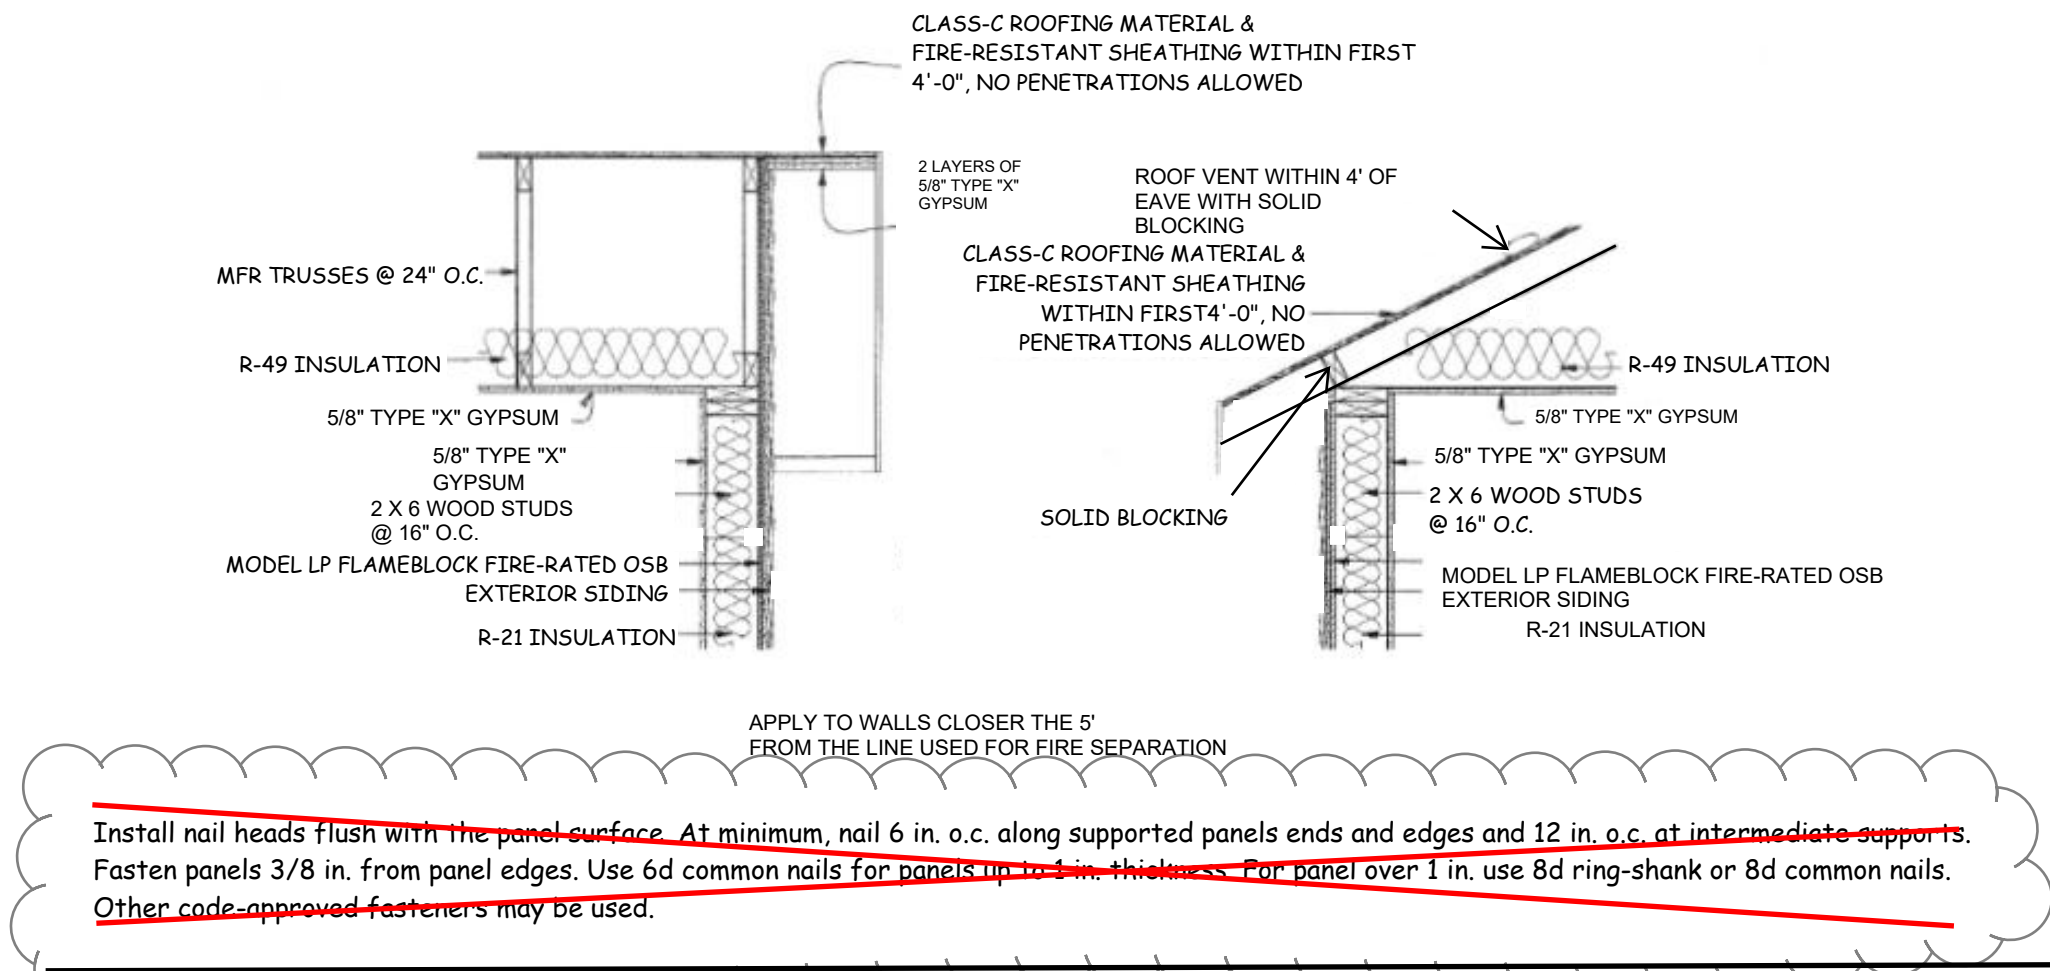 CLASS-C ROOFING MATERIAL &
FIRE-RESISTANT SHEATHING WITHIN FIRST
4'-0", NO PENETRATIONS ALLOWED
2 LAYERS OF
5/8" TYPE "X"
GYPSUM
MFR TRUSSES @ 24" O.C.
R-49 INSULATION
5/8" TYPE "X" GYPSUM
5/8" TYPE "X"
GYPSUM
2 X 6 WOOD STUDS
@ 16" O.C.
MODEL LP FLAMEBLOCK FIRE-RATED OSB
EXTERIOR SIDING
R-21 INSULATION
ROOF VENT WITHIN 4' OF
EAVE WITH SOLID
BLOCKING
CLASS-C ROOFING MATERIAL &
FIRE-RESISTANT SHEATHING
WITHIN FIRST4'-0", NO
PENETRATIONS ALLOWED
R-49 INSULATION
5/8" TYPE "X" GYPSUM
5/8" TYPE "X" GYPSUM
2 X 6 WOOD STUDS
@ 16" O.C.
SOLID BLOCKING
MODEL LP FLAMEBLOCK FIRE-RATED OSB
EXTERIOR SIDING
R-21 INSULATION
APPLY TO WALLS CLOSER THE 5'
FROM THE LINE USED FOR FIRE SEPARATION
Install nail heads flush with the panel surface. At minimum, nail 6 in. o.c. along supported panels ends and edges and 12 in. o.c. at intermediate supports.
Fasten panels 3/8 in. from panel edges. Use 6d common nails for panels up to 1 in. thickness. For panel over 1 in. use 8d ring-shank or 8d common nails.
Other code-approved fasteners may be used.